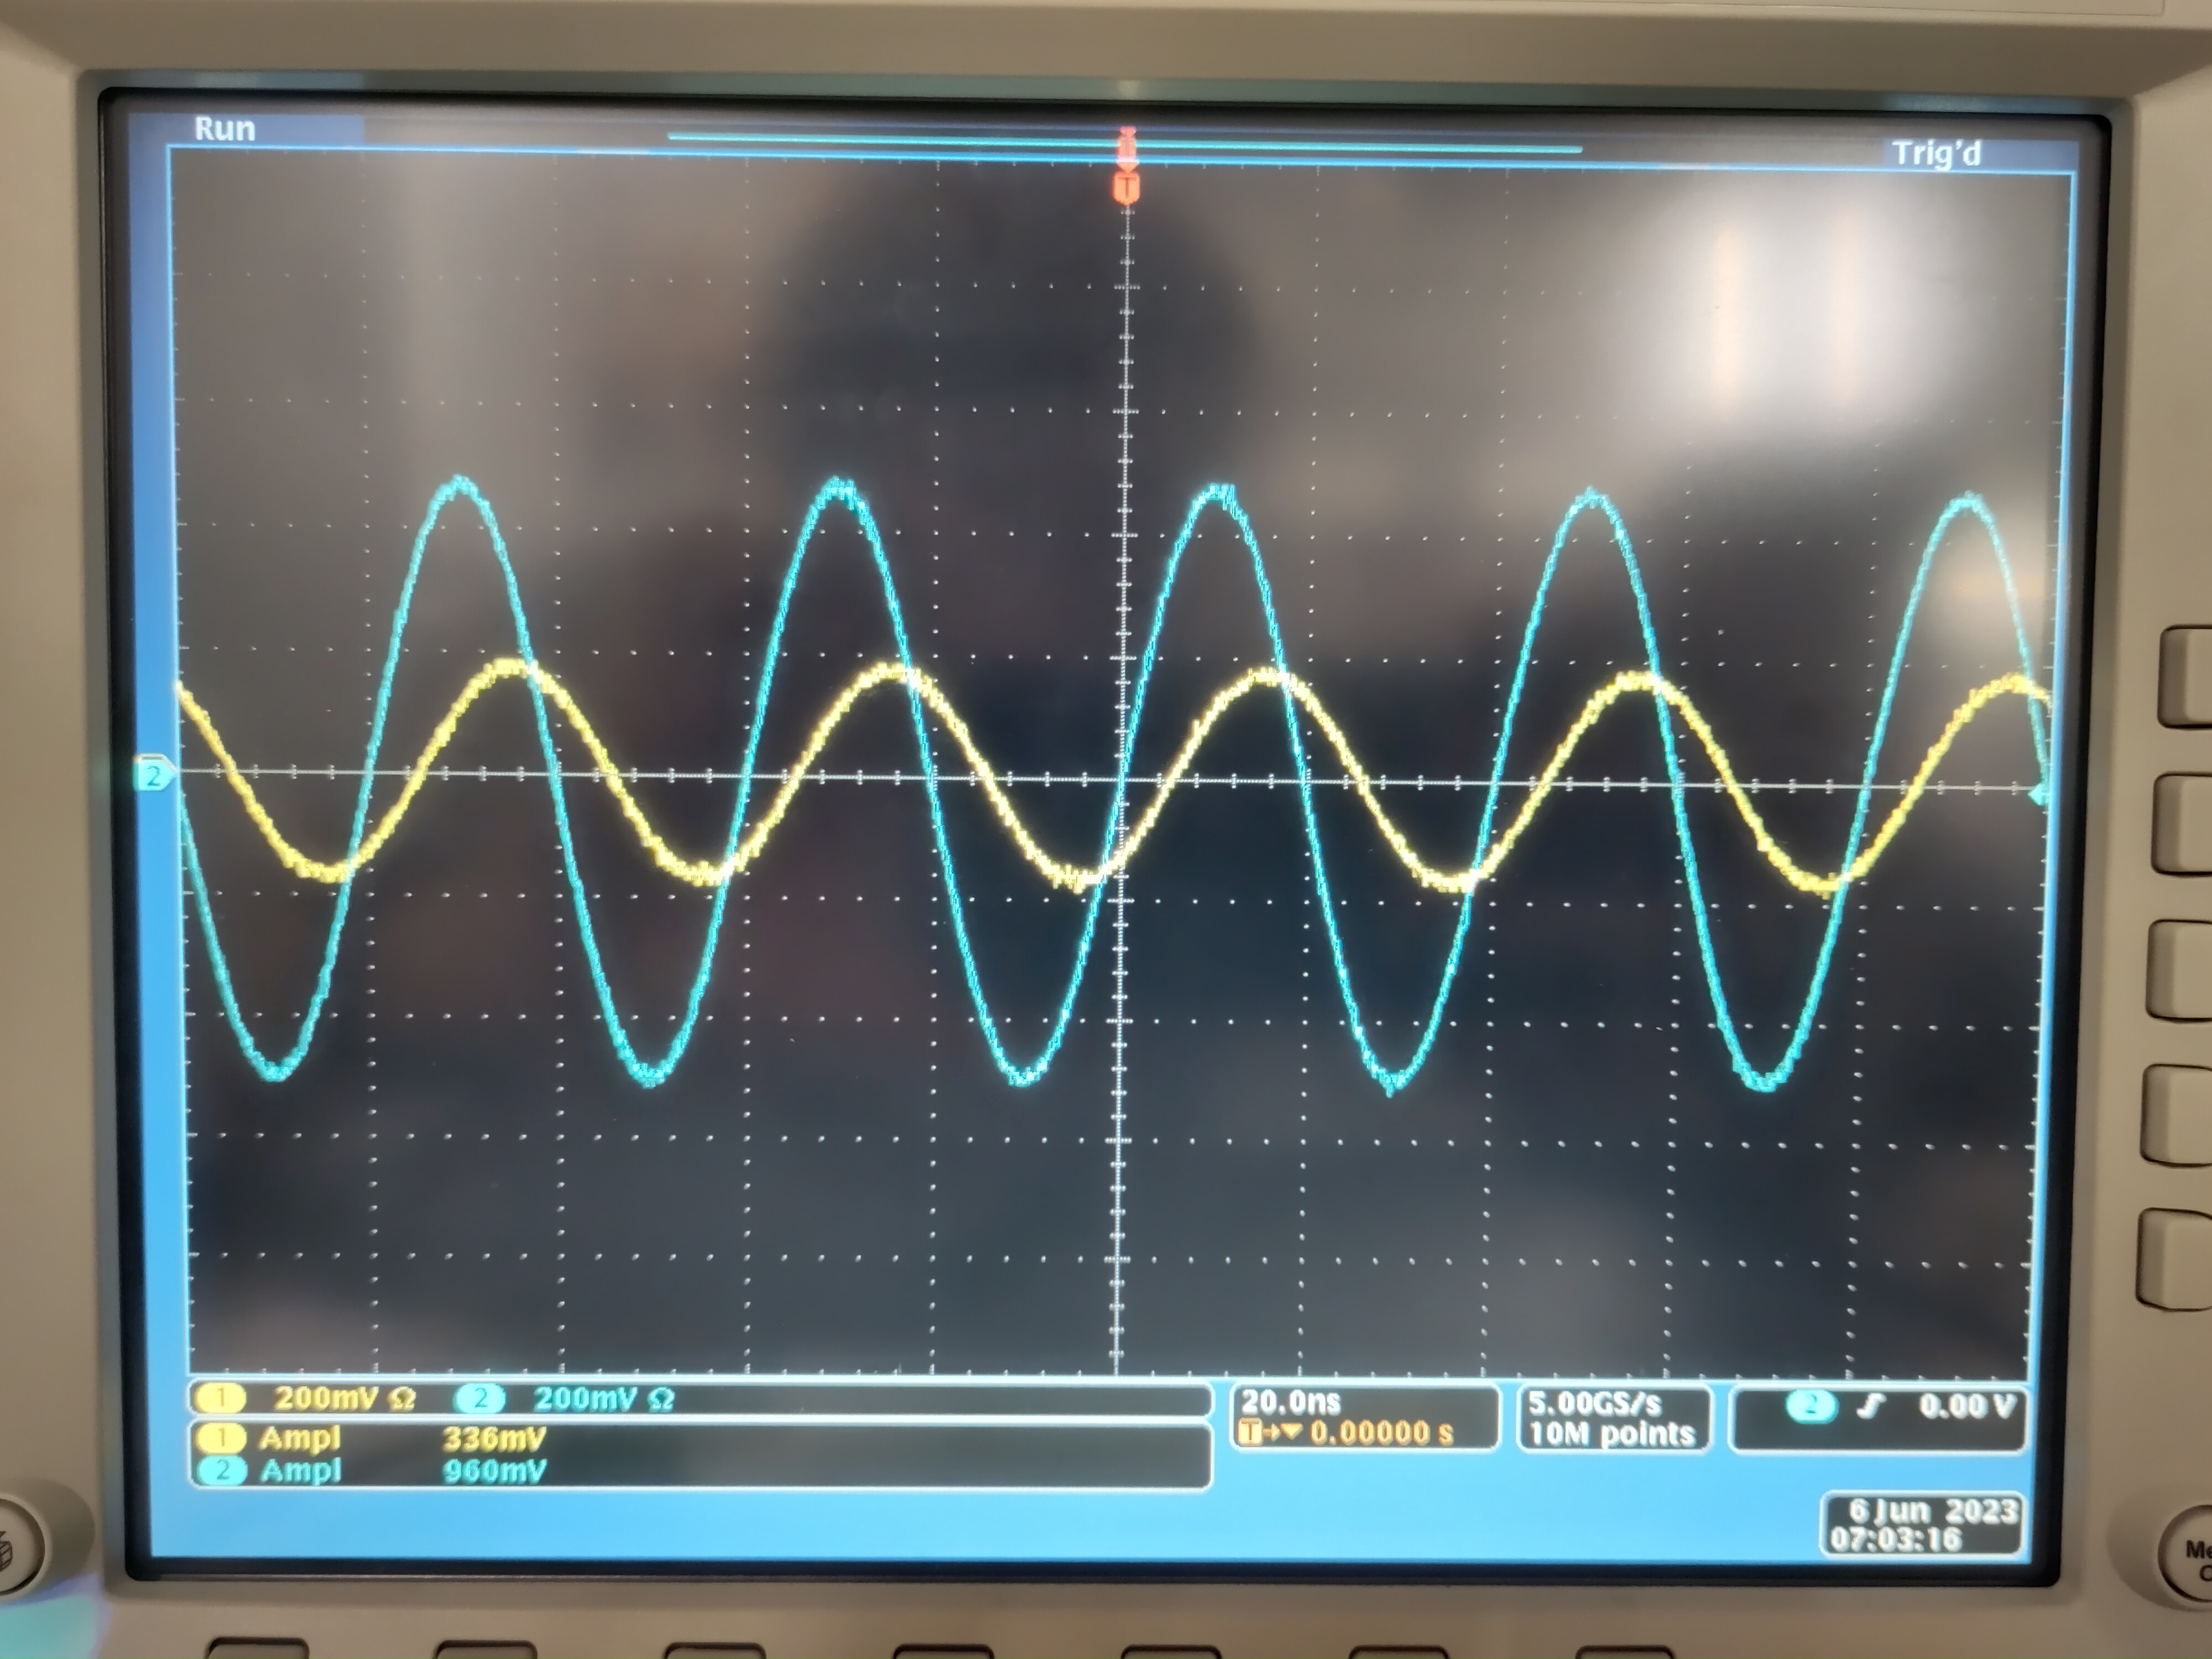 Run
Trig'd
T
2
1 200mV Ω 2 200mV Ω
1 Ampl 336mV
2 Ampl 960mV
20.0ns
T→▼ 0.00000 s
5.00GS/s
10M points
2 0.00 V
6 Jun 2023
07:03:16